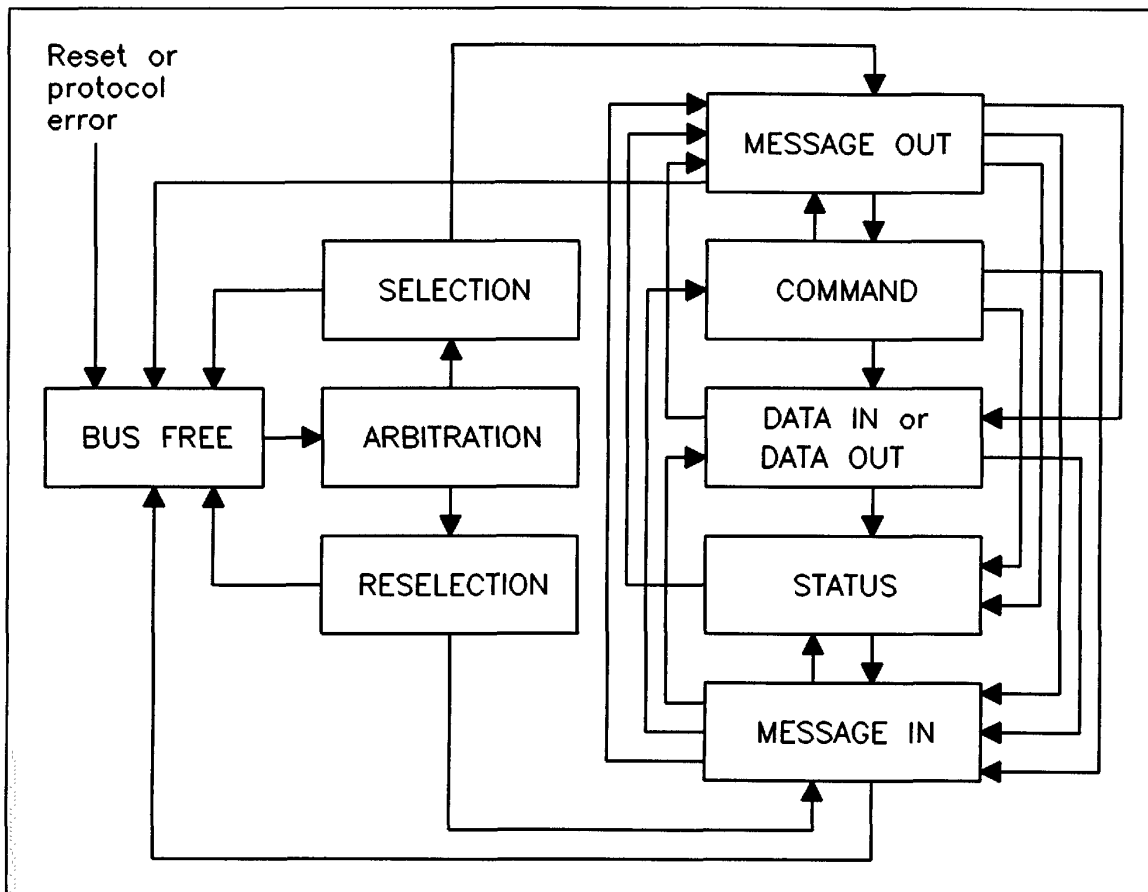 Reset or
protocol
error
MESSAGE OUT
SELECTION
COMMAND
BUS FREE
ARBITRATION
DATA IN or
DATA OUT
RESELECTION
STATUS
MESSAGE IN